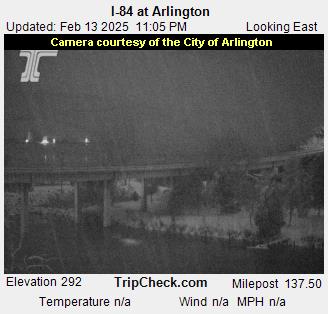 I-84 at Arlington
Updated: Feb 13 2025 11:05 PM Looking East
Camera courtesy of the City of Arlington
Elevation 292 TripCheck.com Milepost 137.50
Temperature n/a Wind n/a MPH n/a